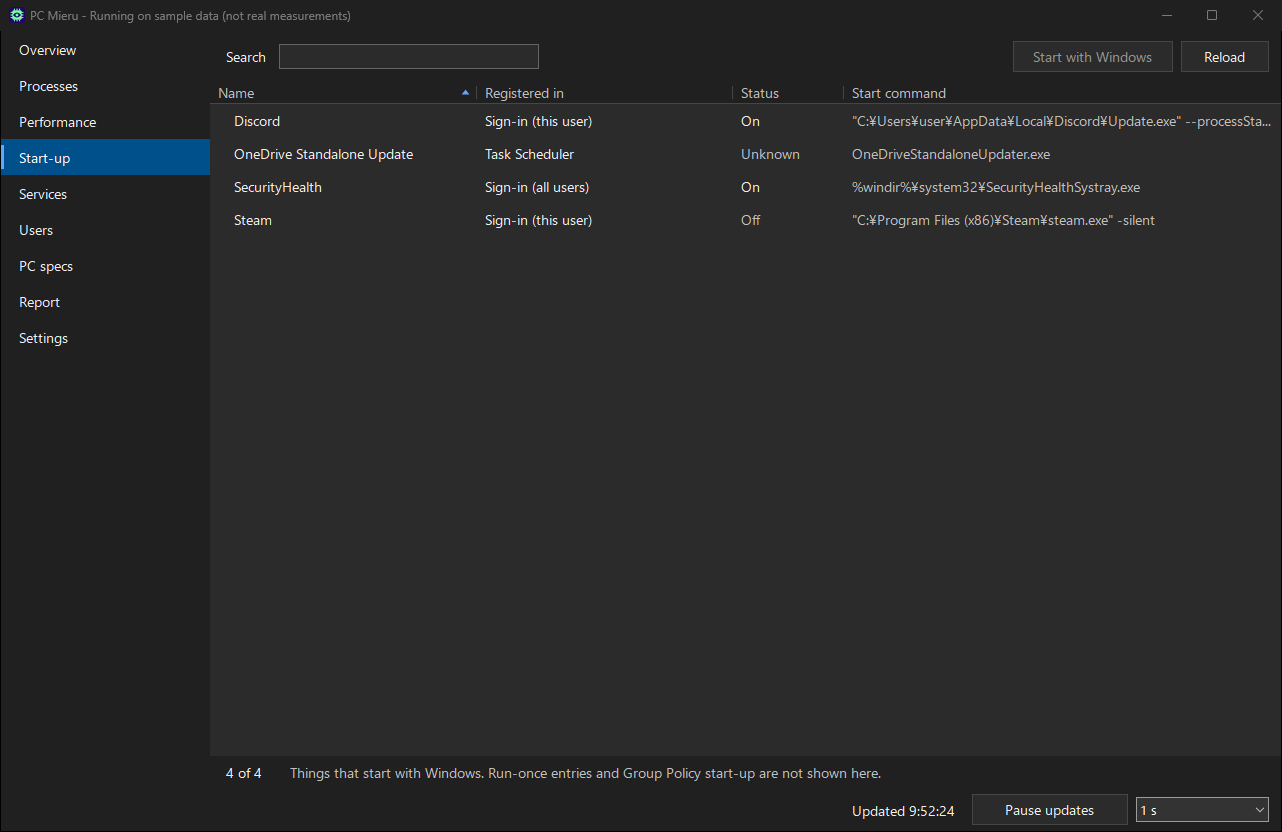 PC Mieru - Running on sample data (not real measurements)
Overview
Processes
Performance
Start-up
Services
Users
PC specs
Report
Settings
Search
Start with Windows
Reload
Name Registered in Status Start command
Discord Sign-in (this user) On "C:¥Users¥user¥AppData¥Local¥Discord¥Update.exe" --processSta...
OneDrive Standalone Update Task Scheduler Unknown OneDriveStandaloneUpdater.exe
SecurityHealth Sign-in (all users) On %windir%¥system32¥SecurityHealthSystray.exe
Steam Sign-in (this user) Off "C:¥Program Files (x86)¥Steam¥steam.exe" -silent
4 of 4 Things that start with Windows. Run-once entries and Group Policy start-up are not shown here.
Updated 9:52:24 Pause updates 1 s